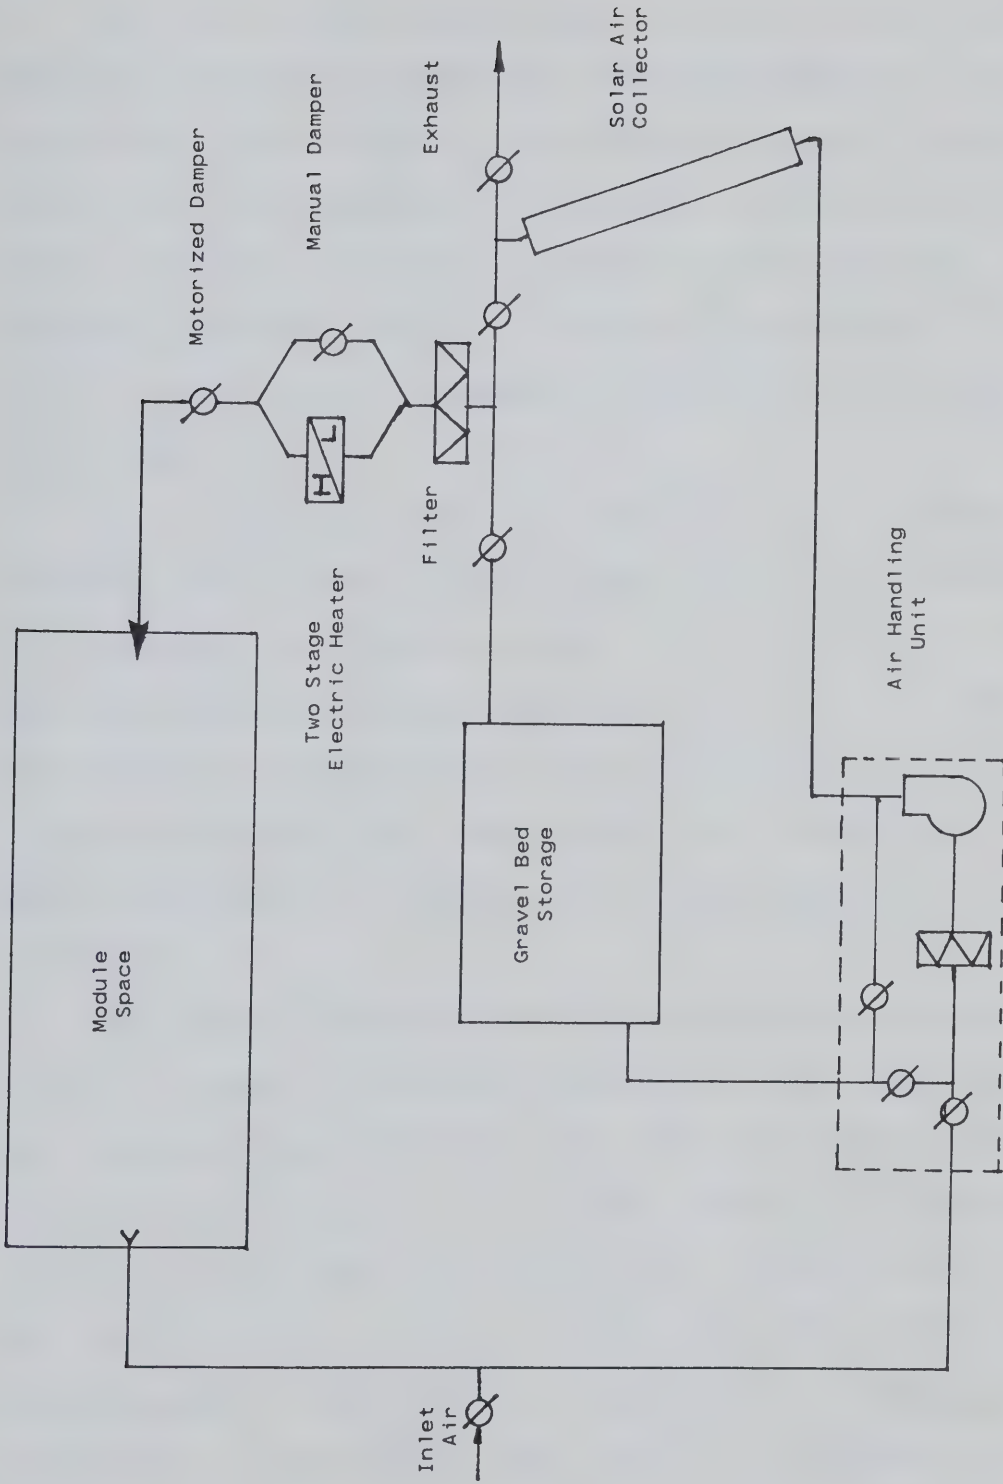 Solar Air
Collector
Exhaust
Manual Damper
Motorized Damper
H L
Two Stage
Electric Heater
Filter
Module
Space
Gravel Bed
Storage
Air Handling
Unit
Inlet
Air